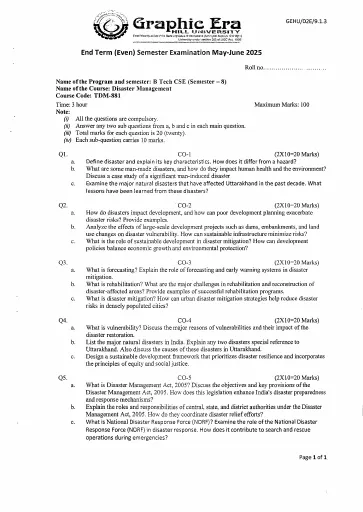 GEHU/D2E/9.1.3
Graphic Era
HILL UNIVERSITY
End Term (Even) Semester Examination May-June 2025
Roll no..............................
Name of the Program and semester: B Tech CSE (Semester – 8)
Name of the Course: Disaster Management
Course Code: TDM-881
Time: 3 hour Maximum Marks: 100
Note:
(i) All the questions are compulsory.
(ii) Answer any two sub questions from a, b and c in each main question.
(iii) Total marks for each question is 20 (twenty)
(iv) Each sub-question carries 10 marks.
Q1. CO-1 (2X10=20 Marks)
a. Define disaster and explain its key characteristics. How does it differ from a hazard?
b. What are some man-made disasters, and how do they impact human health and the environment?
Discuss a case study of a significant man-induced disaster
c. Examine the major natural disasters that have affected Uttarakhand in the past decade. What
lessons have been learned from these disasters?
Q2. CO-2 (2X10=20 Marks)
a. How do disasters impact development, and how can poor development planning exacerbate
disaster risks? Provide examples.
b. Analyze the effects of large-scale development projects such as dams, embankments, and land
use changes on disaster vulnerability. How can sustainable infrastructure minimize risks?
c. What is the role of sustainable development in disaster mitigation? How can development
policies balance economic growth and environmental protection?
Q3. CO-3 (2X10=20 Marks)
a. What is forecasting? Explain the role of forecasting and early warning systems in disaster
mitigation.
b. What is rehabilitation? What are the major challenges in rehabilitation and reconstruction of
disaster-affected areas? Provide examples of successful rehabilitation programs.
c. What is disaster mitigation? How can urban disaster mitigation strategies help reduce disaster
risks in densely populated cities?
Q4. CO-4 (2X10=20 Marks)
a. What is vulnerability? Discuss the major reasons of vulnerabilities and their impact of the
disaster restoration.
b. List the major natural disasters in India. Explain any two disasters special reference to
Uttarakhand. Also discuss the causes of these disasters in Uttarakhand.
c. Design a sustainable development framework that prioritizes disaster resilience and incorporates
the principles of equity and social justice.
Q5. CO-5 (2X10=20 Marks)
a. What is Disaster Management Act, 2005? Discuss the objectives and key provisions of the
Disaster Management Act, 2005. How does this legislation enhance India's disaster preparedness
and response mechanisms?
b. Explain the roles and responsibilities of central, state, and district authorities under the Disaster
Management Act, 2005. How do they coordinate disaster relief efforts?
c. What is National Disaster Response Force (NDRF)? Examine the role of the National Disaster
Response Force (NDRF) in disaster response. How does it contribute to search and rescue
operations during emergencies?
Page 1 of 1